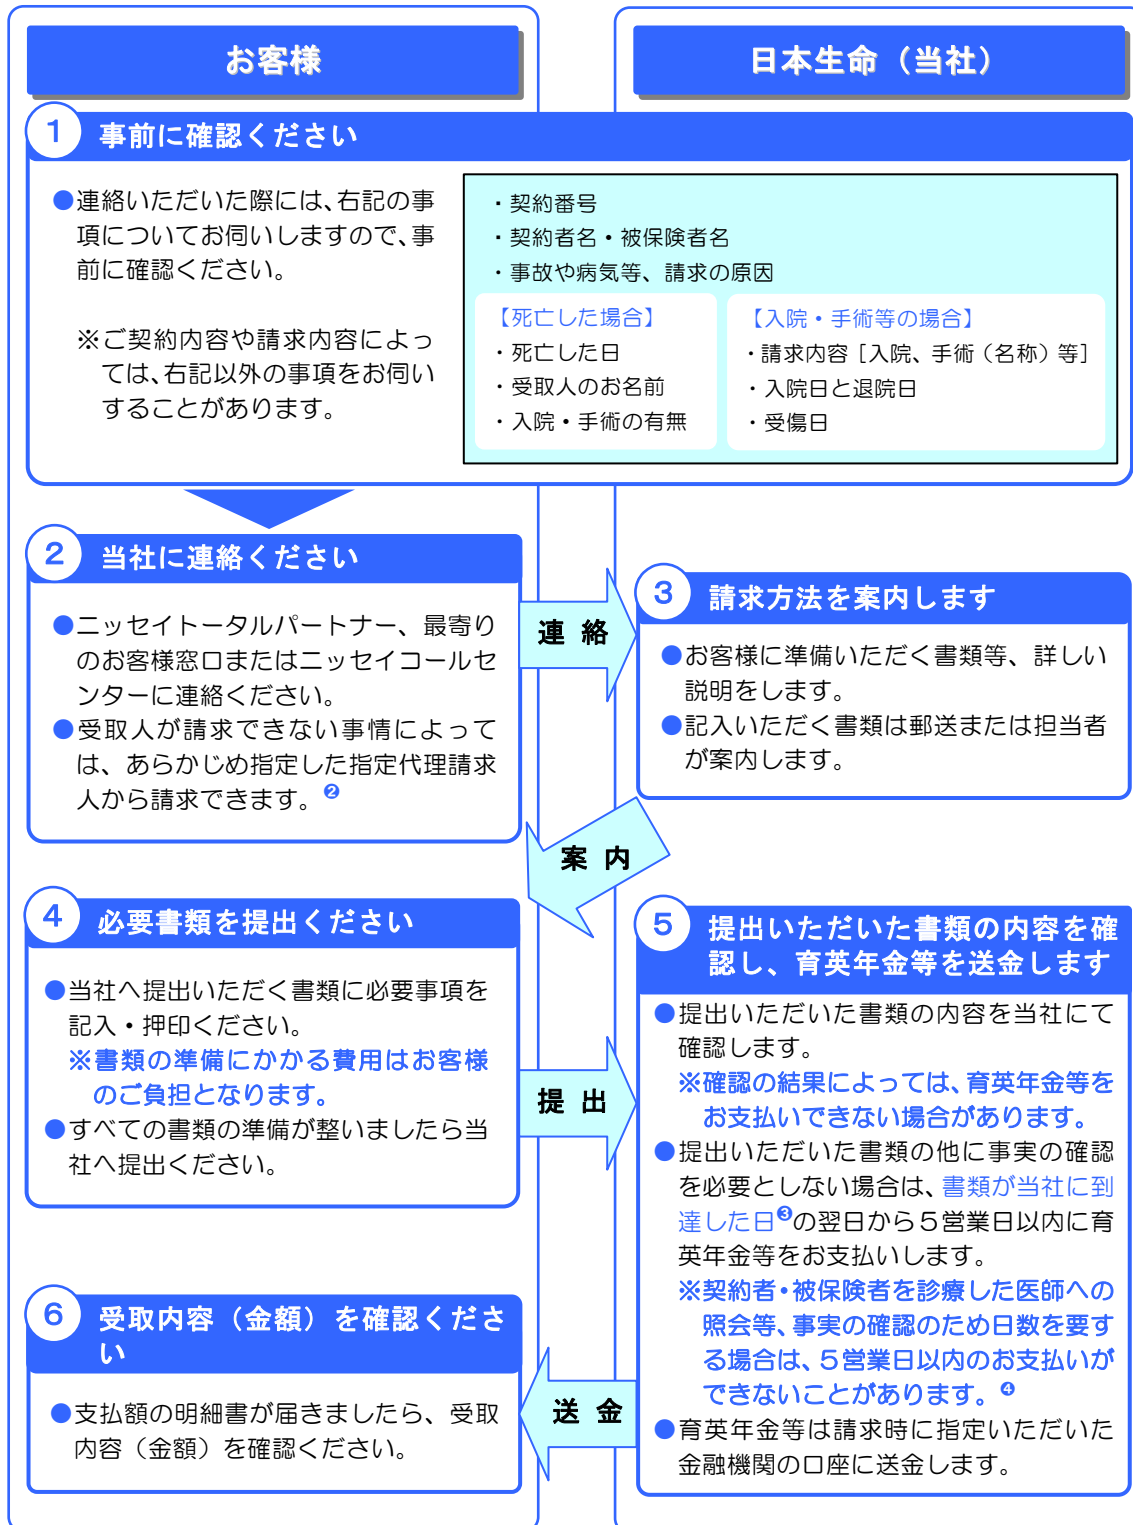 お客様
日本生命（当社）
1 事前に確認ください
●連絡いただいた際には、右記の事
項についてお伺いしますので、事
前に確認ください。
※ご契約内容や請求内容によっ
ては、右記以外の事項をお伺い
することがあります。
・契約番号
・契約者名・被保険者名
・事故や病気等、請求の原因
【死亡した場合】
・死亡した日
・受取人のお名前
・入院・手術の有無
【入院・手術等の場合】
・請求内容［入院、手術（名称）等］
・入院日と退院日
・受傷日
2 当社に連絡ください
●ニッセイトータルパートナー、最寄り
のお客様窓口またはニッセイコールセ
ンターに連絡ください。
●受取人が請求できない事情によって
は、あらかじめ指定した指定代理請求
人から請求できます。❷
連絡
3 請求方法を案内します
●お客様に準備いただく書類等、詳しい
説明をします。
●記入いただく書類は郵送または担当者
が案内します。
案内
4 必要書類を提出ください
●当社へ提出いただく書類に必要事項を
記入・押印ください。
※書類の準備にかかる費用はお客様
のご負担となります。
●すべての書類の準備が整いましたら当
社へ提出ください。
提出
5 提出いただいた書類の内容を確
認し、育英年金等を送金します
●提出いただいた書類の内容を当社にて
確認します。
※確認の結果によっては、育英年金等を
お支払いできない場合があります。
●提出いただいた書類の他に事実の確認
を必要としない場合は、書類が当社に到
達した日❸の翌日から５営業日以内に育
英年金等をお支払いします。
※契約者・被保険者を診療した医師への
照会等、事実の確認のため日数を要す
る場合は、５営業日以内のお支払いが
できないことがあります。❹
●育英年金等は請求時に指定いただいた
金融機関の口座に送金します。
送金
6 受取内容（金額）を確認くださ
い
●支払額の明細書が届きましたら、受取
内容（金額）を確認ください。